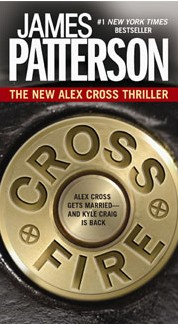 JAMES
#1 NEW YORK TIMES
BESTSELLER
PATTERSON
THE NEW ALEX CROSS THRILLER
CROSS
ALEX CROSS
GETS MARRIED—
AND KYLE CRAIG
IS BACK
FIRE